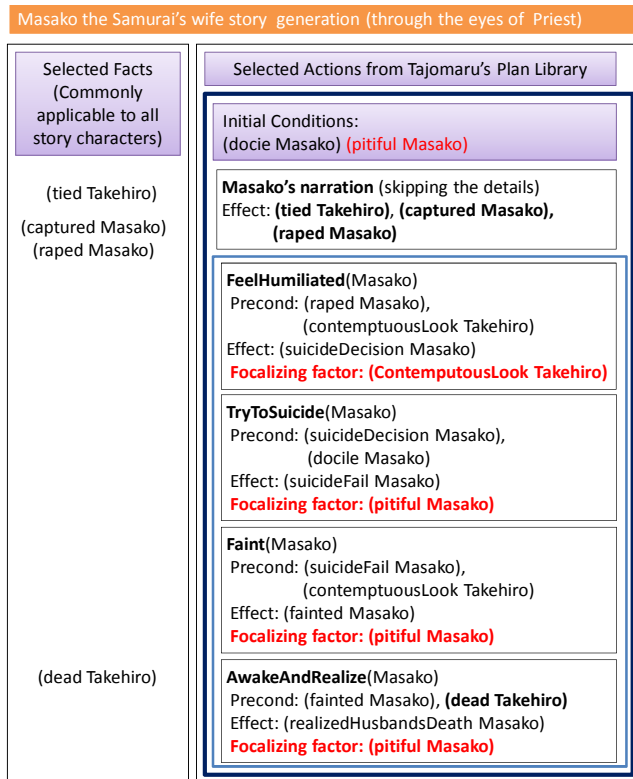 Masako the Samurai's wife story  generation (through the eyes of  Priest)
Selected Facts
(Commonly
applicable to all
story characters)
(tied Takehiro)
(captured Masako)
(raped Masako)
(dead Takehiro)
Selected Actions from Tajomaru's Plan Library
Initial Conditions:
(docie Masako) (pitiful Masako)
Masako's narration (skipping the details)
Effect: (tied Takehiro), (captured Masako),
(raped Masako)
FeelHumiliated(Masako)
Precond: (raped Masako),
(contemptuousLook Takehiro)
Effect: (suicideDecision Masako)
Focalizing factor: (ContemputousLook Takehiro)
TryToSuicide(Masako)
Precond: (suicideDecision Masako),
(docile Masako)
Effect: (suicideFail Masako)
Focalizing factor: (pitiful Masako)
Faint(Masako)
Precond: (suicideFail Masako),
(contemptuousLook Takehiro)
Effect: (fainted Masako)
Focalizing factor: (pitiful Masako)
AwakeAndRealize(Masako)
Precond: (fainted Masako), (dead Takehiro)
Effect: (realizedHusbandsDeath Masako)
Focalizing factor: (pitiful Masako)